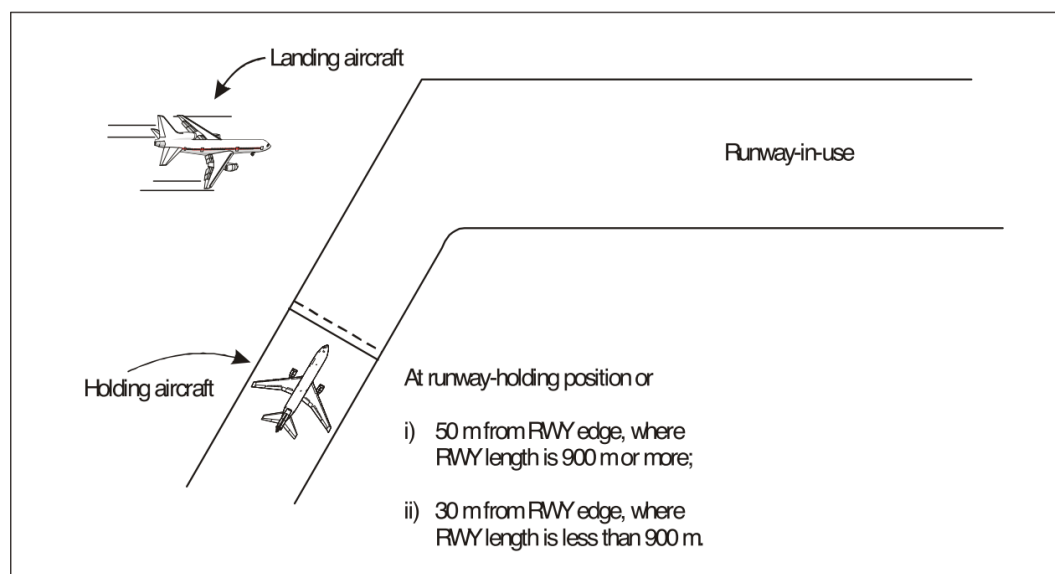 Landing aircraft
Runway-in-use
Holding aircraft
At runway-holding position or
i) 50 m from RWY edge, where
RWY length is 900 m or more;
ii) 30 m from RWY edge, where
RWY length is less than 900 m.